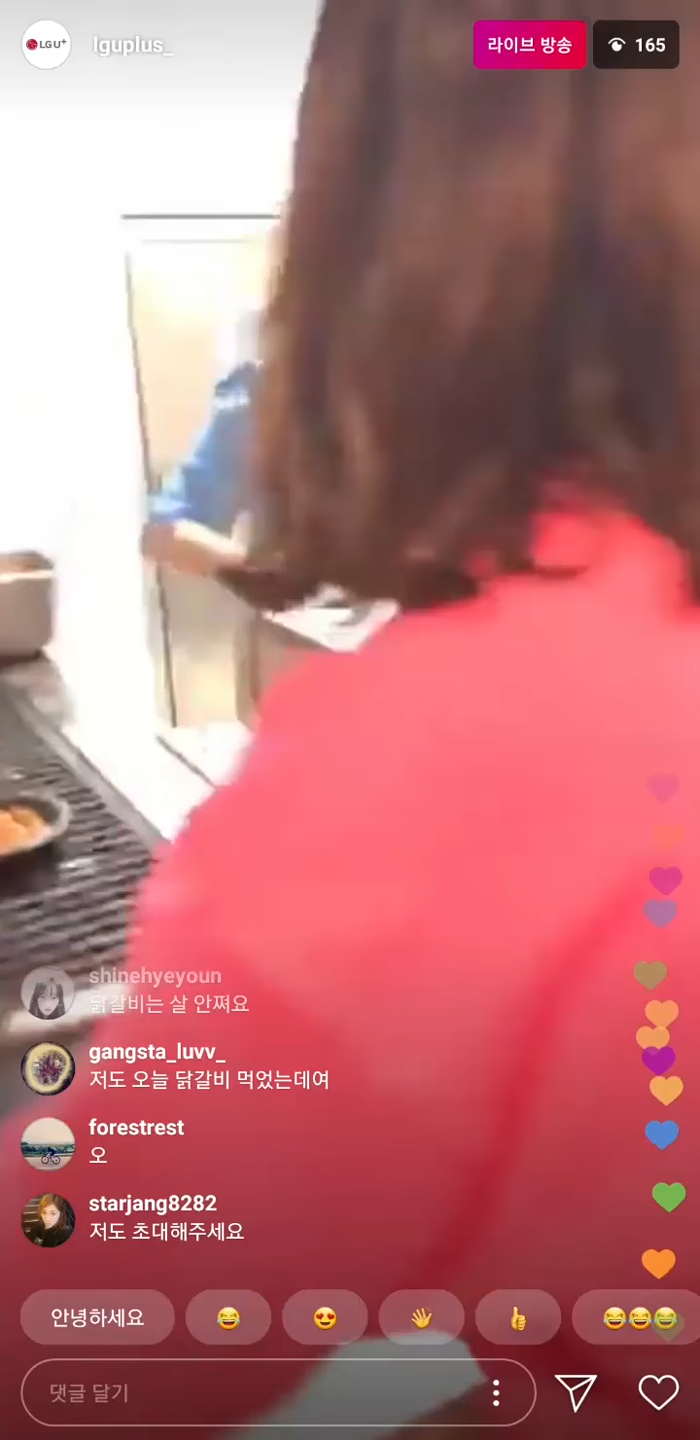 LG U+
lguplus_
라이브 방송
165
shinehyeyoun
닭갈비는 살 안쪄요
gangsta_luvv_
저도 오늘 닭갈비 먹었는데여
forestrest
오
starjang8282
저도 초대해주세요
안녕하세요
😂
😍
👋
👍
😂😂😂
댓글 달기